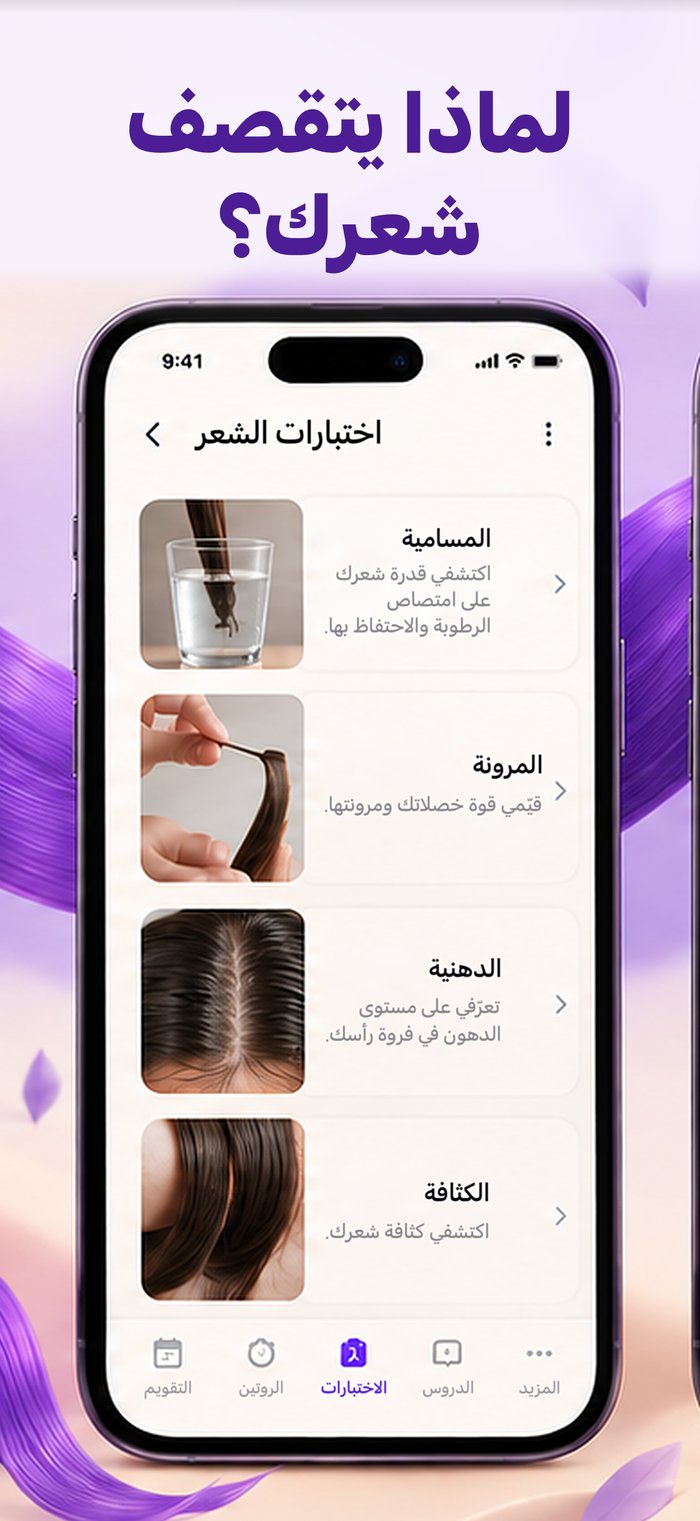 لماذا يتقصف
شعرك؟
9:41
اختبارات الشعر
المسامية
اكتشفي قدرة شعرك
على امتصاص
الرطوبة والاحتفاظ بها.
المرونة
قيّمي قوة خصلاتك ومرونتها.
الدهنية
تعرّفي على مستوى
الدهون في فروة رأسك.
الكثافة
اكتشفي كثافة شعرك.
المزيد
الدروس
الاختبارات
الروتين
التقويم